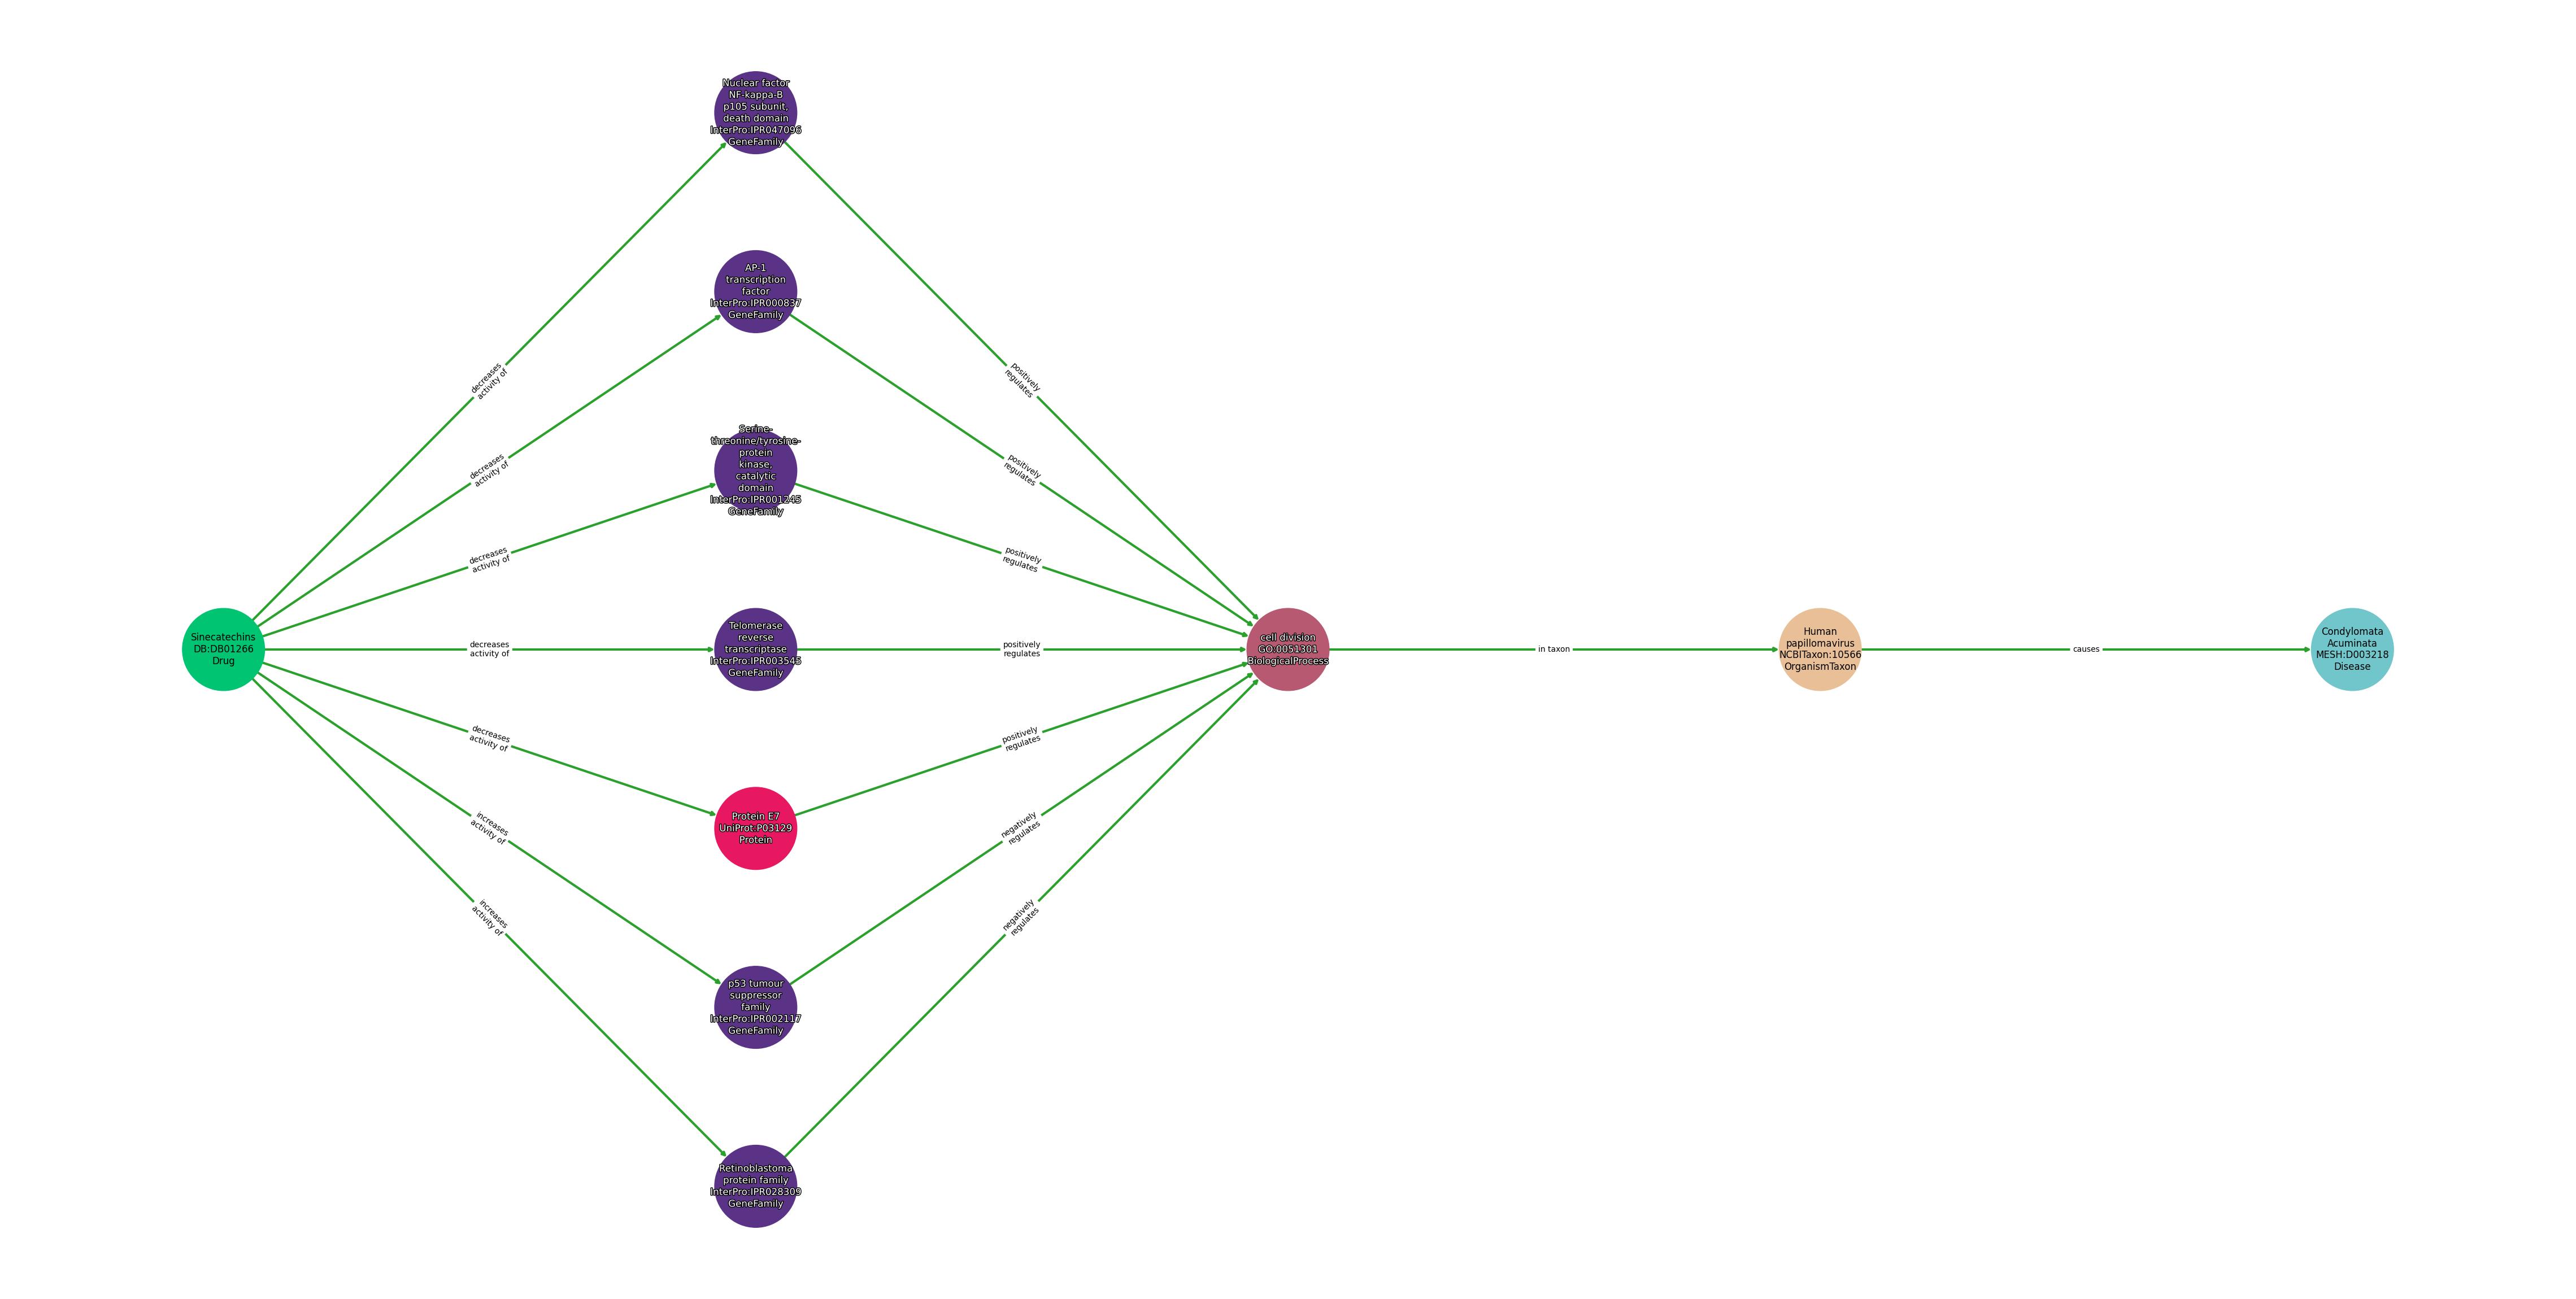 Nuclear factor
NF-kappa-B
p105 subunit,
death domain
InterPro:IPR047096
GeneFamily
AP-1
transcription
factor
InterPro:IPR000837
GeneFamily
decreases
activity of
positively
regulates
decreases
activity of
positively
regulates
Serine-
threonine/tyrosine-
protein
kinase,
catalytic
domain
InterPro:IPR001245
GeneFamily
decreases
activity of
positively
regulates
Sinecatechins
DB:DB01266
Drug
decreases
activity of
Telomerase
reverse
transcriptase
InterPro:IPR003545
GeneFamily
positively
regulates
cell division
GO:0051301
BiologicalProcess
in taxon
Human
papillomavirus
NCBITaxon:10566
OrganismTaxon
causes
Condylomata
Acuminata
MESH:D003218
Disease
decreases
activity of
positively
regulates
Protein E7
UniProt:P03129
Protein
increases
activity of
negatively
regulates
increases
activity of
negatively
regulates
p53 tumour
suppressor
family
InterPro:IPR002117
GeneFamily
Retinoblastoma
protein family
InterPro:IPR028309
GeneFamily